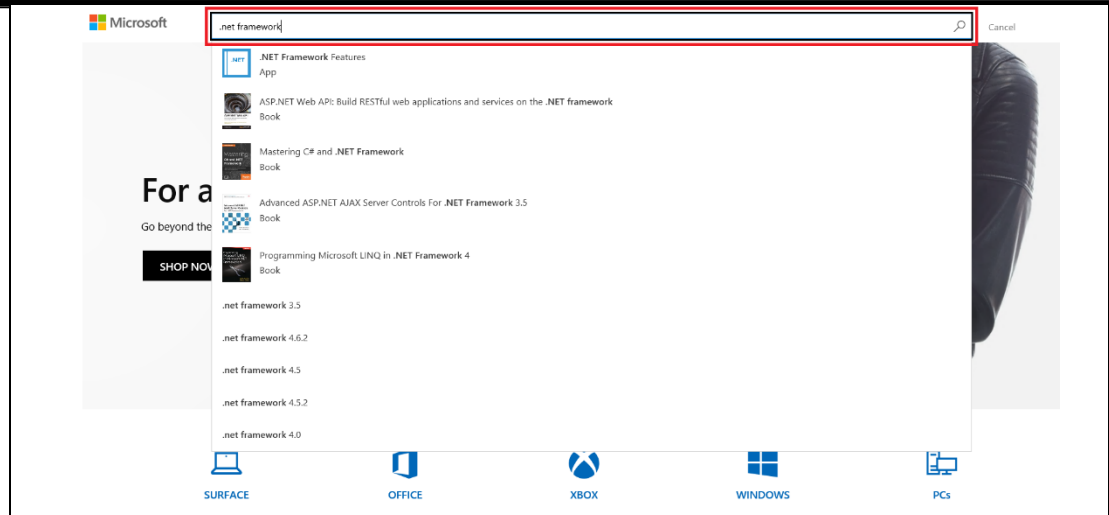 Microsoft
.net framework
Cancel
.NET Framework Features
App
ASP.NET Web API: Build RESTful web applications and services on the .NET framework
Book
Mastering C# and .NET Framework
Book
Advanced ASP.NET AJAX Server Controls For .NET Framework 3.5
Book
Programming Microsoft LINQ in .NET Framework 4
Book
For a
Go beyond the
SHOP NOW
.net framework 3.5
.net framework 4.6.2
.net framework 4.5
.net framework 4.5.2
.net framework 4.0
SURFACE
OFFICE
XBOX
WINDOWS
PCs